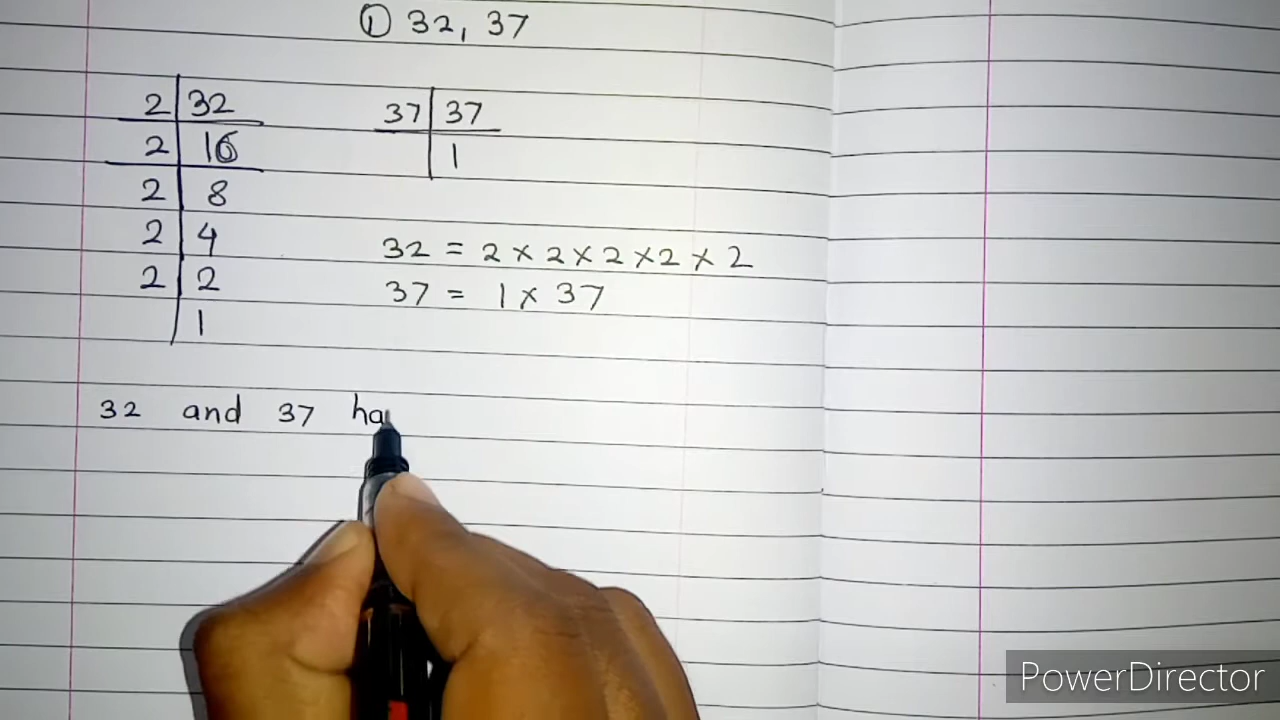 ① 32, 37
2 | 32
2 | 16
2 | 8
2 | 4
2 | 2
1
37 | 37
1
32 = 2 × 2 × 2 × 2 × 2
37 = 1 × 37
32 and 37 ha
PowerDirector